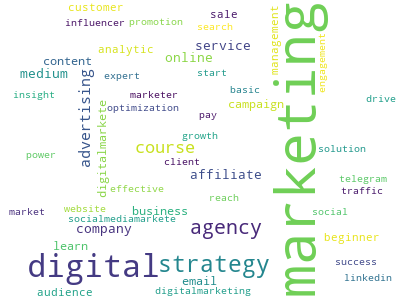 customer
influencer
promotion
sale
search
management
marketing
engagement
analytic
service
content
online
medium
expert
start
advertising
digitalmarkete
insight
marketer
basic
drive
optimization
pay
campaign
growth
course
solution
power
client
effective
affiliate
telegram
traffic
reach
market
website
business
socialmediamarkete
social
company
agency
beginner
learn
digital
strategy
success
email
linkedin
audience
digitalmarketing